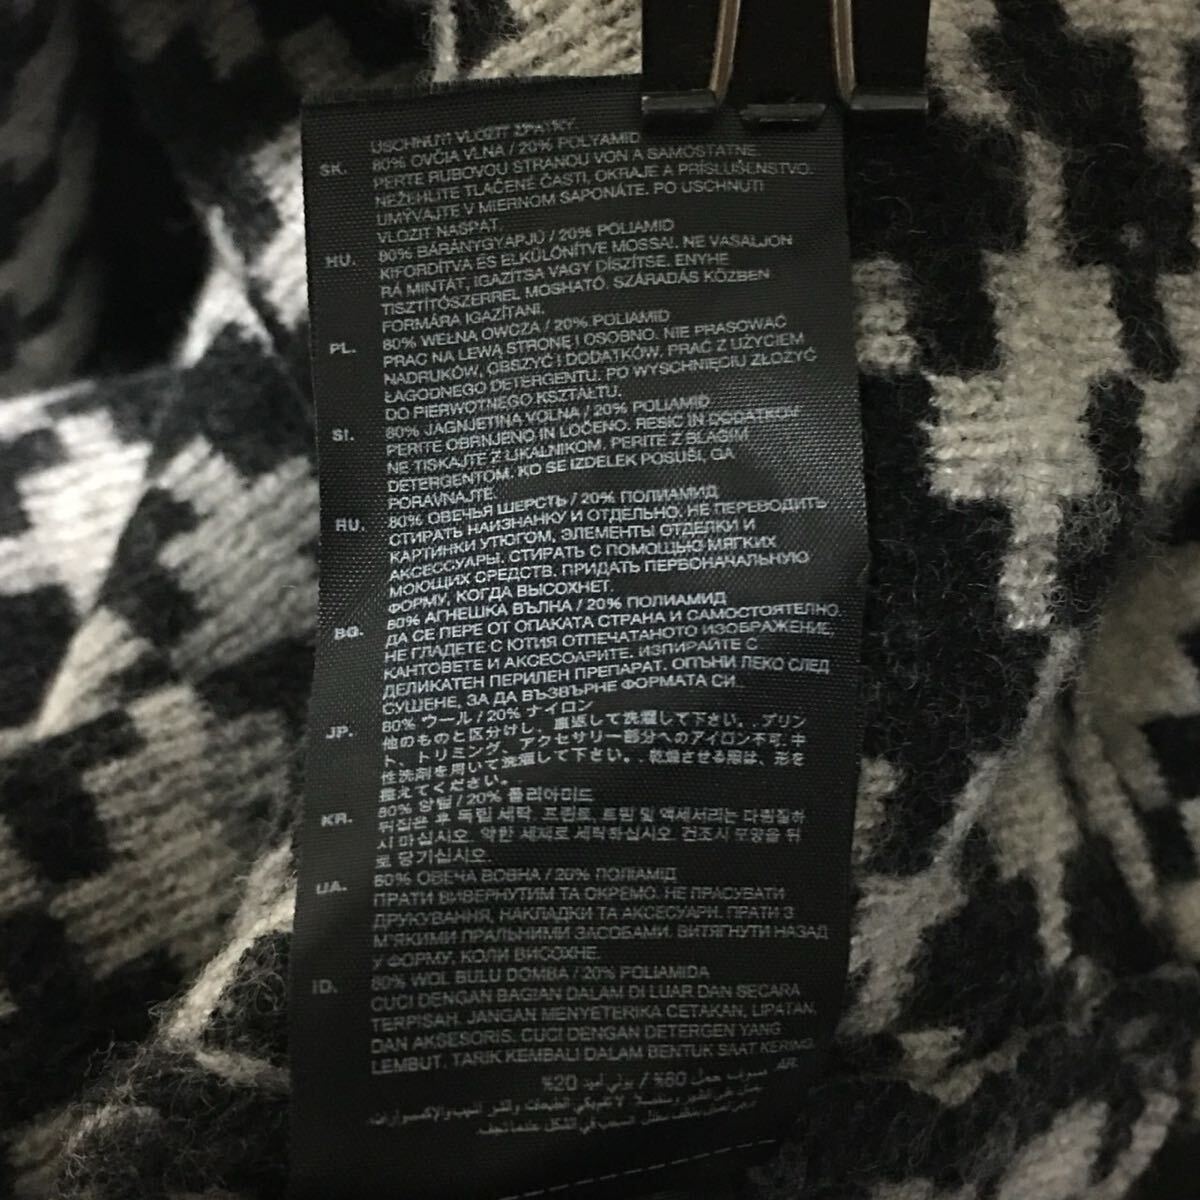 USCHNUTÍ VLOZIT ZPÁTKY.
SK. 80% OVČIA VLNA / 20% POLYAMID
PERTE RUBOVOU STRANOU VON A SAMOSTATNE.
NEŽEHLITE TLAČENÉ ČASTI, OKRAJE A PRÍSLUŠENSTVO.
UMÝVAJTE V MIERNOM SAPONÁTE. PO USCHNUTI
VLOZIT NASPÄT.
HU. 80% BÁRÁNYGYAPJÚ / 20% POLIAMID
KIFORDÍTVA ÉS ELKÜLÖNÍTVE MOSSA!. NE VASALJON
RÁ MINTÁT, IGAZÍTSA VAGY DÍSZÍTSE. ENYHE
TISZTÍTÓSZERREL MOSHATÓ. SZÁRADÁS KÖZBEN
FORMÁRA IGAZÍTANI.
PL. 80% WEŁNA OWCZA / 20% POLIAMID
PRAĆ NA LEWĄ STRONĘ I OSOBNO. NIE PRASOWAĆ
NADRUKÓW, OBSZYĆ I DODATKÓW. PRAĆ Z UŻYCIEM
ŁAGODNEGO DETERGENTU. PO WYSCHNIĘCIU ZŁOŻYĆ
DO PIERWOTNEGO KSZTAŁTU.
SI. 80% JAGNJETINA VOLNA / 20% POLIAMID
PERITE OBRNJENO IN LOČENO. RESIC IN DODATKOV
NE TISKAJTE Z LIKALNIKOM. PERITE Z BLAGIM
DETERGENTOM. KO SE IZDELEK POSUŠI, GA
PORAVNAJTE.
RU. 80% ОВЕЧЬЯ ШЕРСТЬ / 20% ПОЛИАМИД
СТИРАТЬ НАИЗНАНКУ И ОТДЕЛЬНО. НЕ ПЕРЕВОДИТЬ
КАРТИНКИ УТЮГОМ, ЭЛЕМЕНТЫ ОТДЕЛКИ И
АКСЕССУАРЫ. СТИРАТЬ С ПОМОЩЬЮ МЯГКИХ
МОЮЩИХ СРЕДСТВ. ПРИДАТЬ ПЕРВОНАЧАЛЬНУЮ
ФОРМУ, КОГДА ВЫСОХНЕТ.
BG. 80% АГНЕШКА ВЪЛНА / 20% ПОЛИАМИД
ДА СЕ ПЕРЕ ОТ ОПАКАТА СТРАНА И САМОСТОЯТЕЛНО.
НЕ ГЛАДЕТЕ С ЮТИЯ ОТПЕЧАТАНОТО ИЗОБРАЖЕНИЕ,
КАНТОВЕТЕ И АКСЕСОАРИТЕ. ИЗПИРАЙТЕ С
ДЕЛИКАТЕН ПЕРИЛЕН ПРЕПАРАТ. ОПЪНИ ЛЕКО СЛЕД
СУШЕНЕ, ЗА ДА ВЪЗВЪРНЕ ФОРМАТА СИ.
JP. 80% ウール / 20% ナイロン
他のものと区分けし、裏返して洗濯して下さい。. プリン
ト、トリミング、アクセサリー部分へのアイロン不可. 中
性洗剤を用いて洗濯して下さい。. 乾燥させる際は、形を
整えてください。
KR. 80% 양털 / 20% 폴리아미드
뒤집은 후 독립 세탁. 프린트, 트림 및 액세서리는 다림질하
시 마십시오. 약한 세제로 세탁하십시오. 건조시 모양을 뒤
로 당기십시오.
UA. 80% ОВЕЧА ВОВНА / 20% ПОЛІАМІД
ПРАТИ ВИВЕРНУТИМ ТА ОКРЕМО. НЕ ПРАСУВАТИ
ДРУКУВАННЯ, НАКЛАДКИ ТА АКСЕСУАРИ. ПРАТИ З
М'ЯКИМИ ПРАЛЬНИМИ ЗАСОБАМИ. ВИТЯГНУТИ НАЗАД
У ФОРМУ, КОЛИ ВИСОХНЕ.
ID. 80% WOL BULU DOMBA / 20% POLIAMIDA
CUCI DENGAN BAGIAN DALAM DI LUAR DAN SECARA
TERPISAH. JANGAN MENYETERIKA CETAKAN, LIPATAN,
DAN AKSESORIS. CUCI DENGAN DETERGEN YANG
LEMBUT. TARIK KEMBALI DALAM BENTUK SAAT KERING.
AR. صوف حمل 80% / بولي أميد 20%